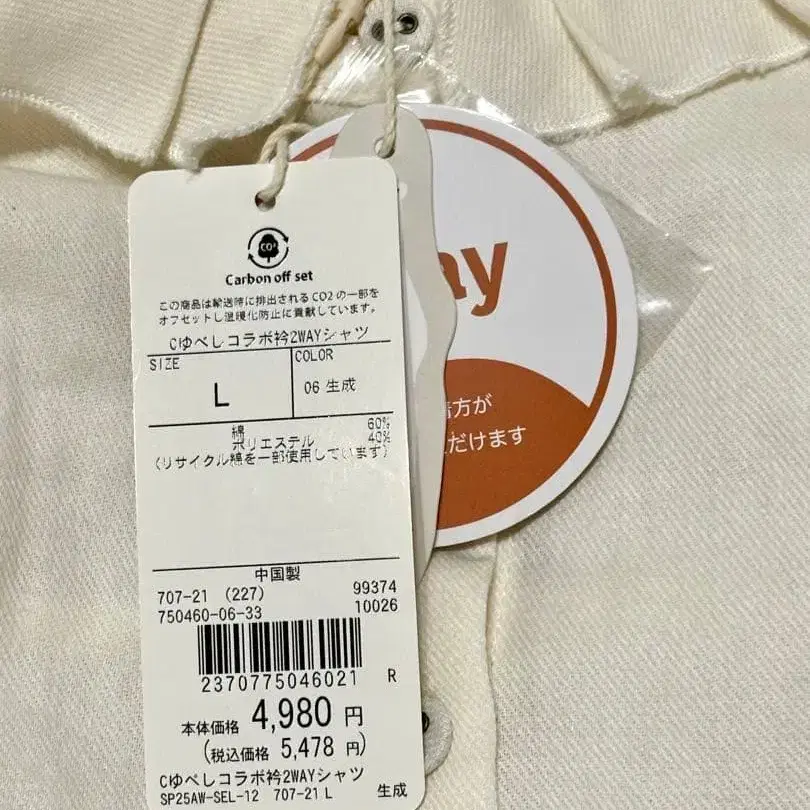 CO2
Carbon off set
この商品は輸送時に排出されるCO2の一部を
オフセットし温暖化防止に貢献しています。
Cゆべしコラボ衿2WAYシャツ
SIZE
COLOR
L
06 生成
綿 60%
ポリエステル 40%
(リサイクル綿を一部使用しています)
中国製
707-21 (227) 99374
750460-06-33 10026
2370775046021 R
本体価格 4,980 円
(税込価格 5,478 円)
Cゆべしコラボ衿2WAYシャツ
SP25AW-SEL-12 707-21 L 生成
ay
方が
だけます